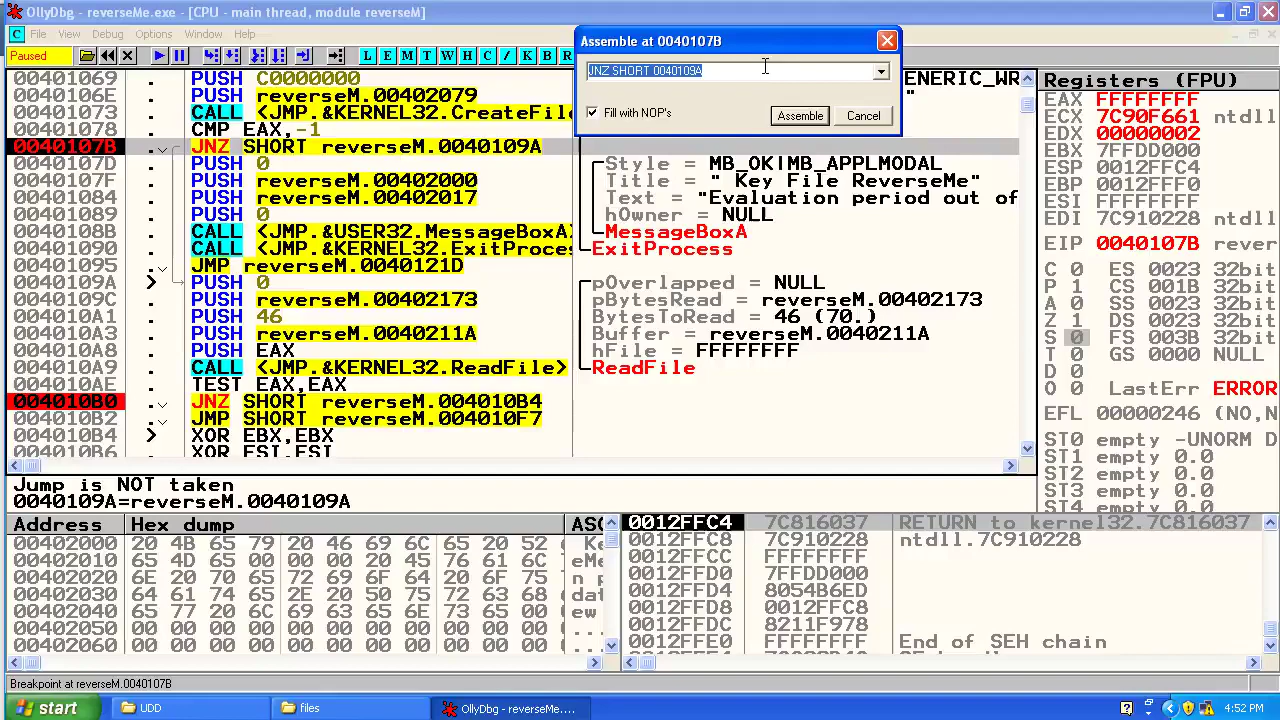 OllyDbg - reverseMe.exe - [CPU - main thread, module reverseM]
C File View Debug Options Window Help
Paused L E M T W H C / K B R
Assemble at 0040107B
JNZ SHORT 0040109A
Fill with NOP's Assemble Cancel
00401069 . PUSH C0000000 ENERIC_WR
0040106E . PUSH reverseM.00402079 "
00401073 . CALL <JMP.&KERNEL32.CreateFile
00401078 . CMP EAX,-1
0040107B . JNZ SHORT reverseM.0040109A
0040107D . PUSH 0 Style = MB_OK|MB_APPLMODAL
0040107F . PUSH reverseM.00402000 Title = " Key File ReverseMe"
00401084 . PUSH reverseM.00402017 Text = "Evaluation period out of
00401089 . PUSH 0 hOwner = NULL
0040108B . CALL <JMP.&USER32.MessageBoxA> MessageBoxA
00401090 . CALL <JMP.&KERNEL32.ExitProces ExitProcess
00401095 . JMP reverseM.0040121D
0040109A > PUSH 0 pOverlapped = NULL
0040109C . PUSH reverseM.00402173 pBytesRead = reverseM.00402173
004010A1 . PUSH 46 BytesToRead = 46 (70.)
004010A3 . PUSH reverseM.0040211A Buffer = reverseM.0040211A
004010A8 . PUSH EAX hFile = FFFFFFFF
004010A9 . CALL <JMP.&KERNEL32.ReadFile> ReadFile
004010AE . TEST EAX,EAX
004010B0 . JNZ SHORT reverseM.004010B4
004010B2 . JMP SHORT reverseM.004010F7
004010B4 > XOR EBX,EBX
004010B6 . XOR ESI,ESI
Registers (FPU)
EAX FFFFFFFF
ECX 7C90F661 ntdll
EDX 00000002
EBX 7FFDD000
ESP 0012FFC4
EBP 0012FFF0
ESI FFFFFFFF
EDI 7C910228 ntdll
EIP 0040107B rever
C 0 ES 0023 32bit
P 1 CS 001B 32bit
A 0 SS 0023 32bit
Z 1 DS 0023 32bit
S 0 FS 003B 32bit
T 0 GS 0000 NULL
D 0
O 0 LastErr ERROR
EFL 00000246 (NO,N
ST0 empty -UNORM D
ST1 empty 0.0
ST2 empty 0.0
ST3 empty 0.0
ST4 empty 0.0
Jump is NOT taken
0040109A=reverseM.0040109A
Address Hex dump ASC
00402000 20 4B 65 79 20 46 69 6C 65 20 52 Ke
00402010 65 4D 65 00 00 00 20 45 76 61 6C eMe
00402020 6E 20 70 65 72 69 6F 64 20 6F 75 n p
00402030 64 61 74 65 2E 20 50 75 72 63 68 dat
00402040 65 77 20 6C 69 63 65 6E 73 65 00 ew
00402050 00 00 00 00 00 00 00 00 00 00 00 ...
00402060 00 00 00 00 00 00 00 00 00 00 00 ...
0012FFC4 7C816037 RETURN to kernel32.7C816037
0012FFC8 7C910228 ntdll.7C910228
0012FFCC FFFFFFFF
0012FFD0 7FFDD000
0012FFD4 8054B6ED
0012FFD8 0012FFC8
0012FFDC 8211F978
0012FFE0 FFFFFFFF End of SEH chain
Breakpoint at reverseM.0040107B
start UDD files OllyDbg - reverseMe.... 4:52 PM